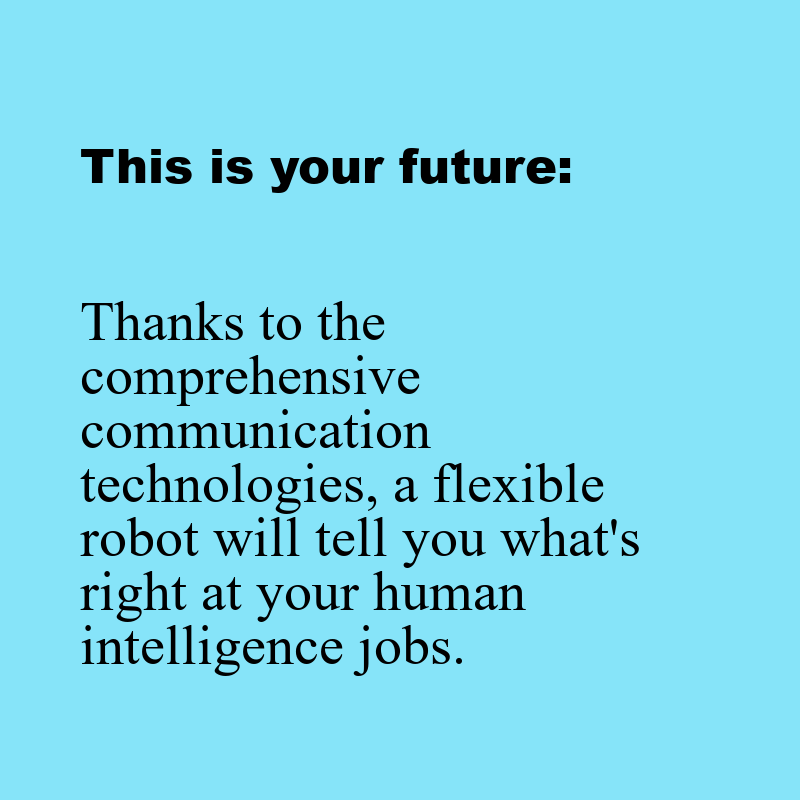 This is your future:
Thanks to the
comprehensive
communication
technologies, a flexible
robot will tell you what's
right at your human
intelligence jobs.